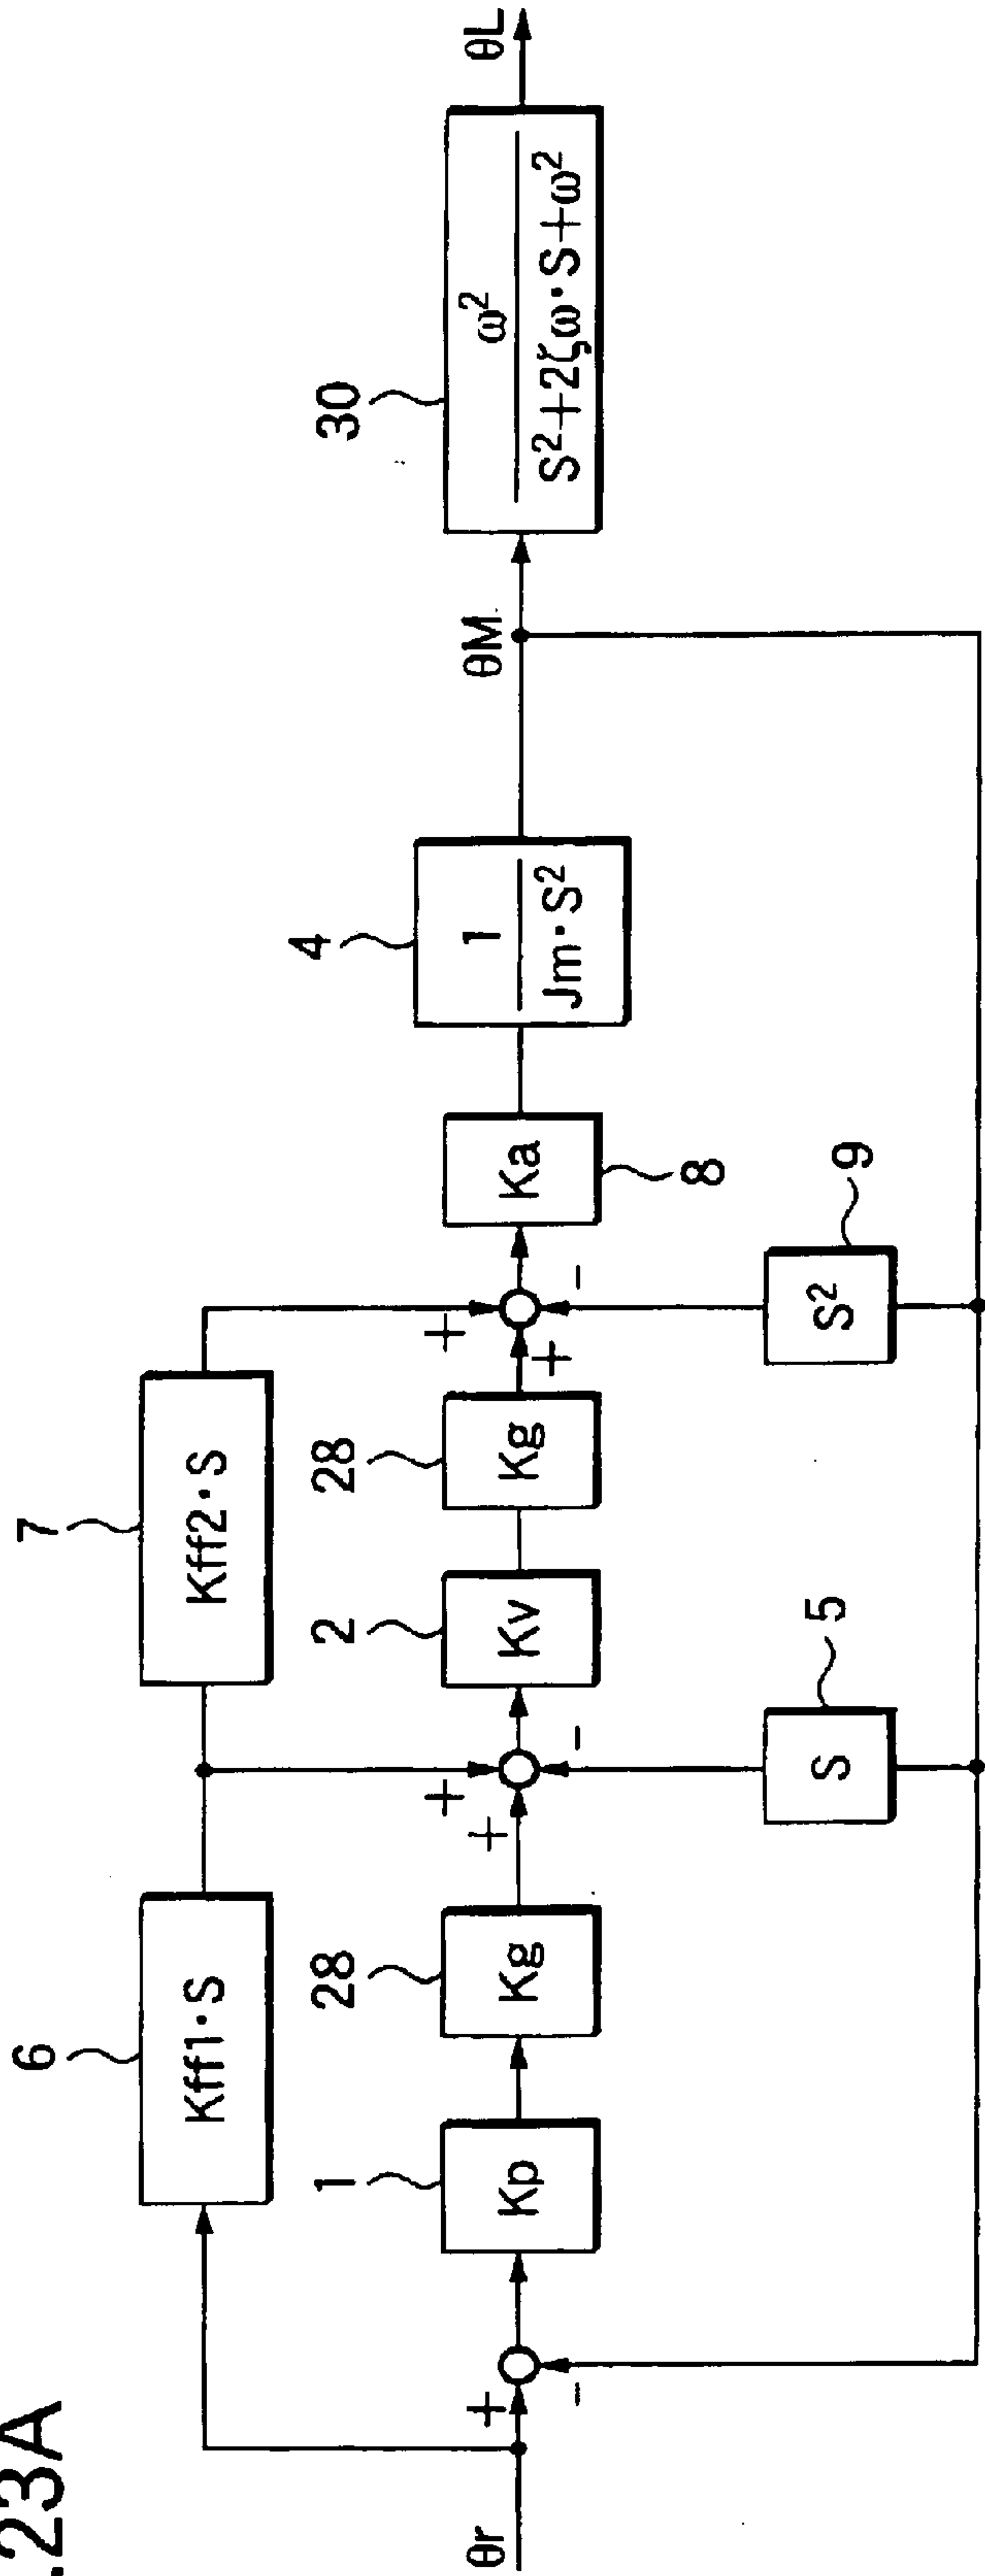 .23A
6
7
Kff1・S
Kff2・S
1
28
2
28
4
30
θr
+
-
Kp
Kg
+
+
-
Kv
Kg
+
+
-
Ka
8
1
Jm・S²
θM
ω²
S²+2ζω・S+ω²
θL
S
5
S²
9